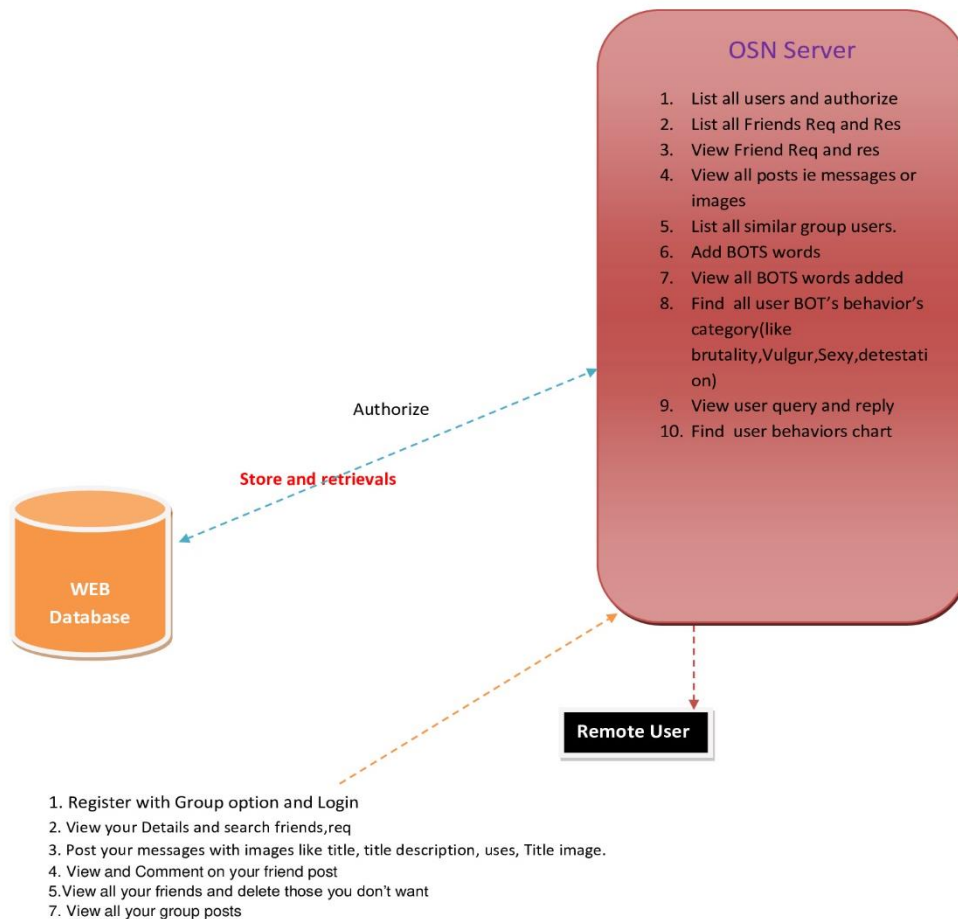 OSN Server
1. List all users and authorize
2. List all Friends Req and Res
3. View Friend Req and res
4. View all posts ie messages or
images
5. List all similar group users.
6. Add BOTS words
7. View all BOTS words added
8. Find all user BOT’s behavior’s
category(like
brutality,Vulgur,Sexy,detestati
on)
9. View user query and reply
10. Find user behaviors chart
Authorize
Store and retrievals
WEB
Database
Remote User
1. Register with Group option and Login
2. View your Details and search friends,req
3. Post your messages with images like title, title description, uses, Title image.
4. View and Comment on your friend post
5.View all your friends and delete those you don’t want
7. View all your group posts